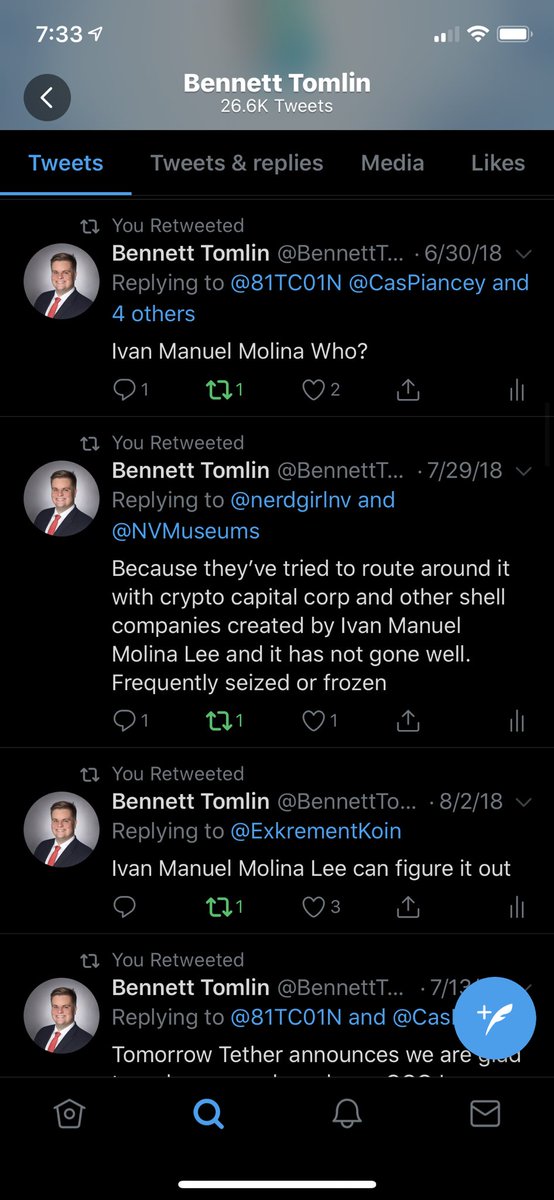 7:33
Bennett Tomlin
26.6K Tweets
Tweets Tweets & replies Media Likes
You Retweeted
Bennett Tomlin @BennettT... · 6/30/18
Replying to @81TC01N @CasPiancey and
4 others
Ivan Manuel Molina Who?
1 1 2
You Retweeted
Bennett Tomlin @BennettT... · 7/29/18
Replying to @nerdgirlnv and
@NVMuseums
Because they’ve tried to route around it
with crypto capital corp and other shell
companies created by Ivan Manuel
Molina Lee and it has not gone well.
Frequently seized or frozen
1 1 1
You Retweeted
Bennett Tomlin @BennettTo... · 8/2/18
Replying to @ExkrementKoin
Ivan Manuel Molina Lee can figure it out
1 3
You Retweeted
Bennett Tomlin @BennettT... · 7/13
Replying to @81TC01N and
Tomorrow Tether announces we are glad